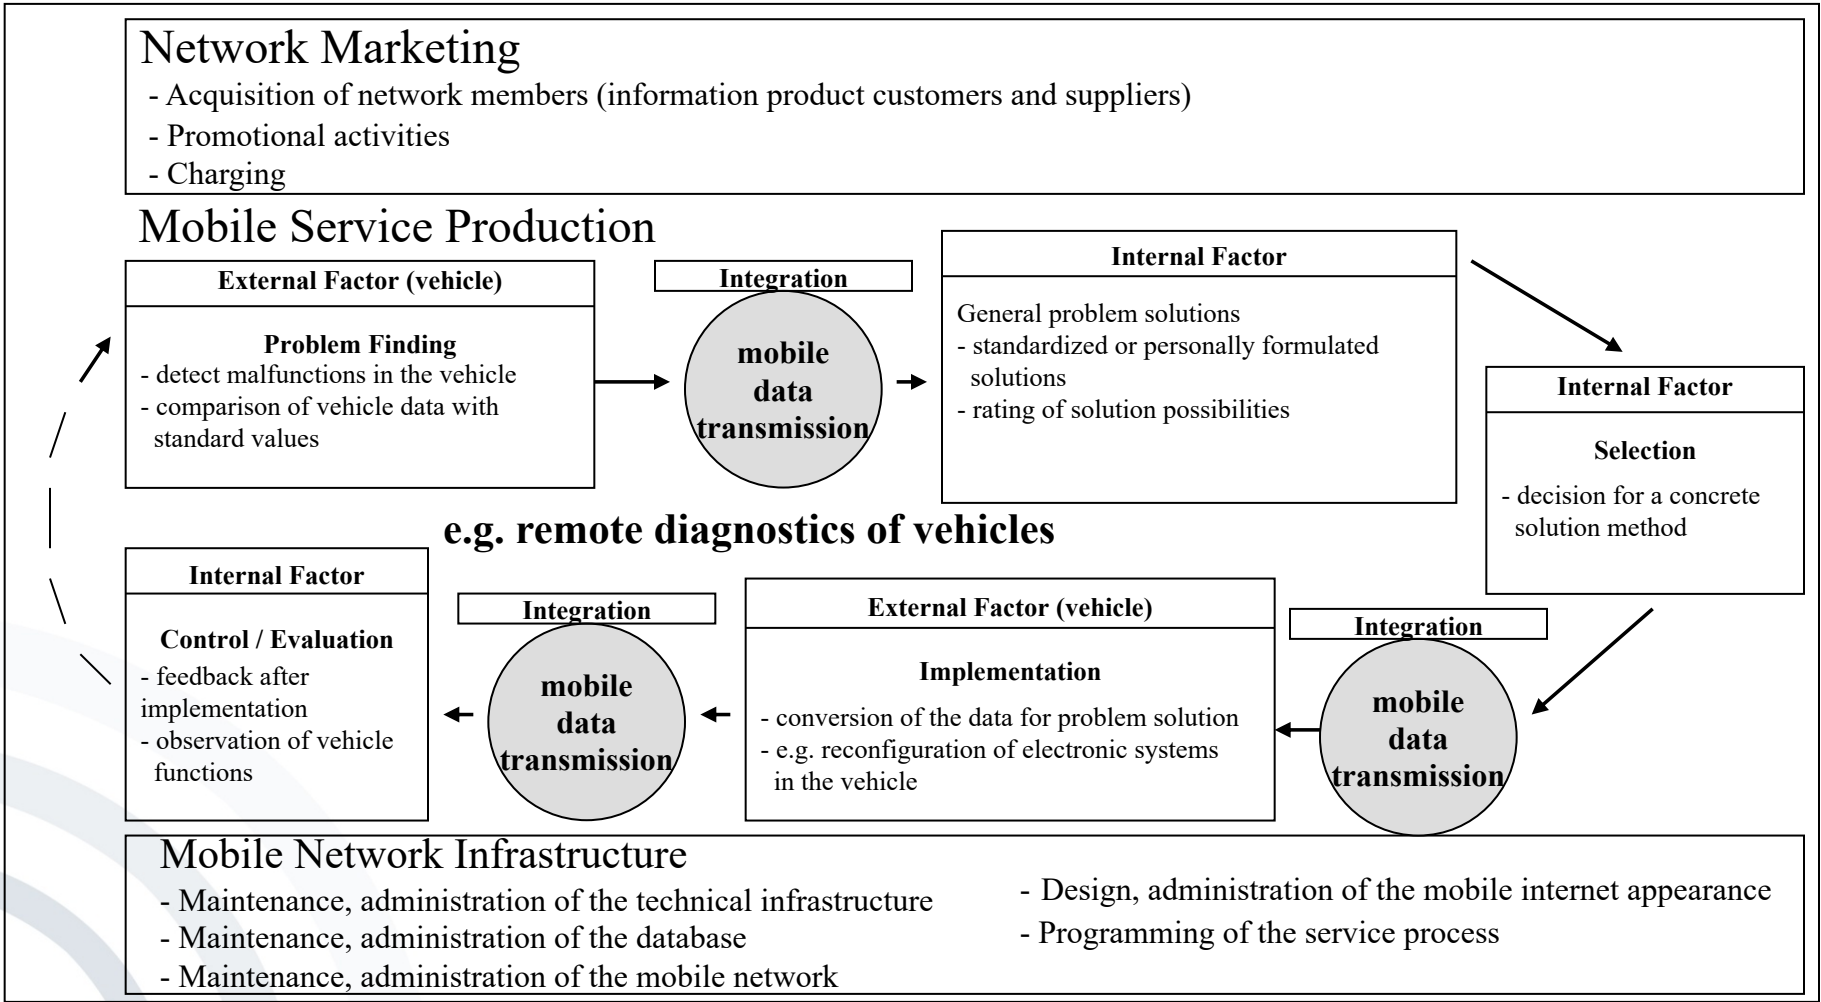 Network Marketing
- Acquisition of network members (information product customers and suppliers)
- Promotional activities
- Charging
Mobile Service Production
External Factor (vehicle)
Problem Finding
- detect malfunctions in the vehicle
- comparison of vehicle data with
standard values
Integration
mobile
data
transmission
Internal Factor
General problem solutions
- standardized or personally formulated
solutions
- rating of solution possibilities
Internal Factor
Selection
- decision for a concrete
solution method
e.g. remote diagnostics of vehicles
Internal Factor
Control / Evaluation
- feedback after
implementation
- observation of vehicle
functions
Integration
mobile
data
transmission
External Factor (vehicle)
Implementation
- conversion of the data for problem solution
- e.g. reconfiguration of electronic systems
in the vehicle
Integration
mobile
data
transmission
Mobile Network Infrastructure
- Maintenance, administration of the technical infrastructure
- Maintenance, administration of the database
- Maintenance, administration of the mobile network
- Design, administration of the mobile internet appearance
- Programming of the service process